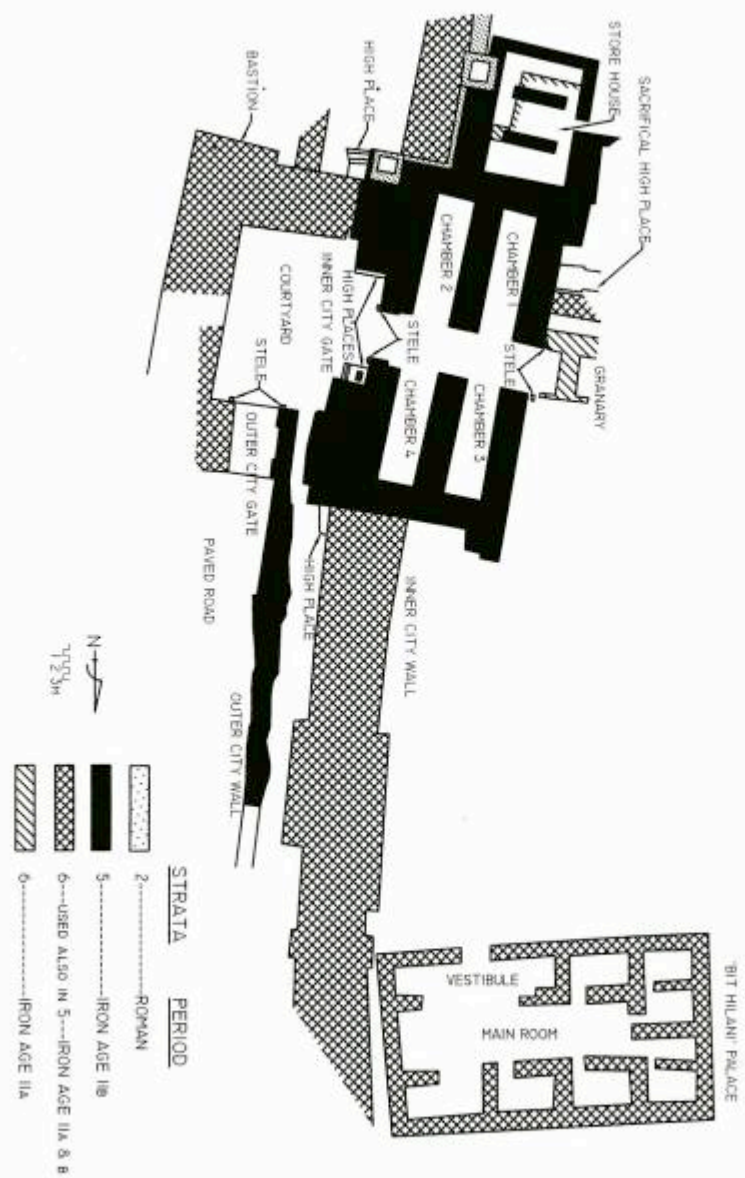 STORE HOUSE
SACRIFICAL HIGH PLACE
HIGH PLACE
BASTION
CHAMBER 1
CHAMBER 2
GRANARY
STELE
STELE
CHAMBER 3
CHAMBER 4
HIGH PLACES
INNER CITY GATE
COURTYARD
STELE
OUTER CITY GATE
HIGH PLACE
PAVED ROAD
INNER CITY WALL
OUTER CITY WALL
'BIT HILANI' PALACE
VESTIBULE
MAIN ROOM
N
1 2 3M
STRATA PERIOD
2------------ROMAN
5------------IRON AGE IIB
6---USED ALSO IN 5---IRON AGE IIA & B
6------------IRON AGE IIA